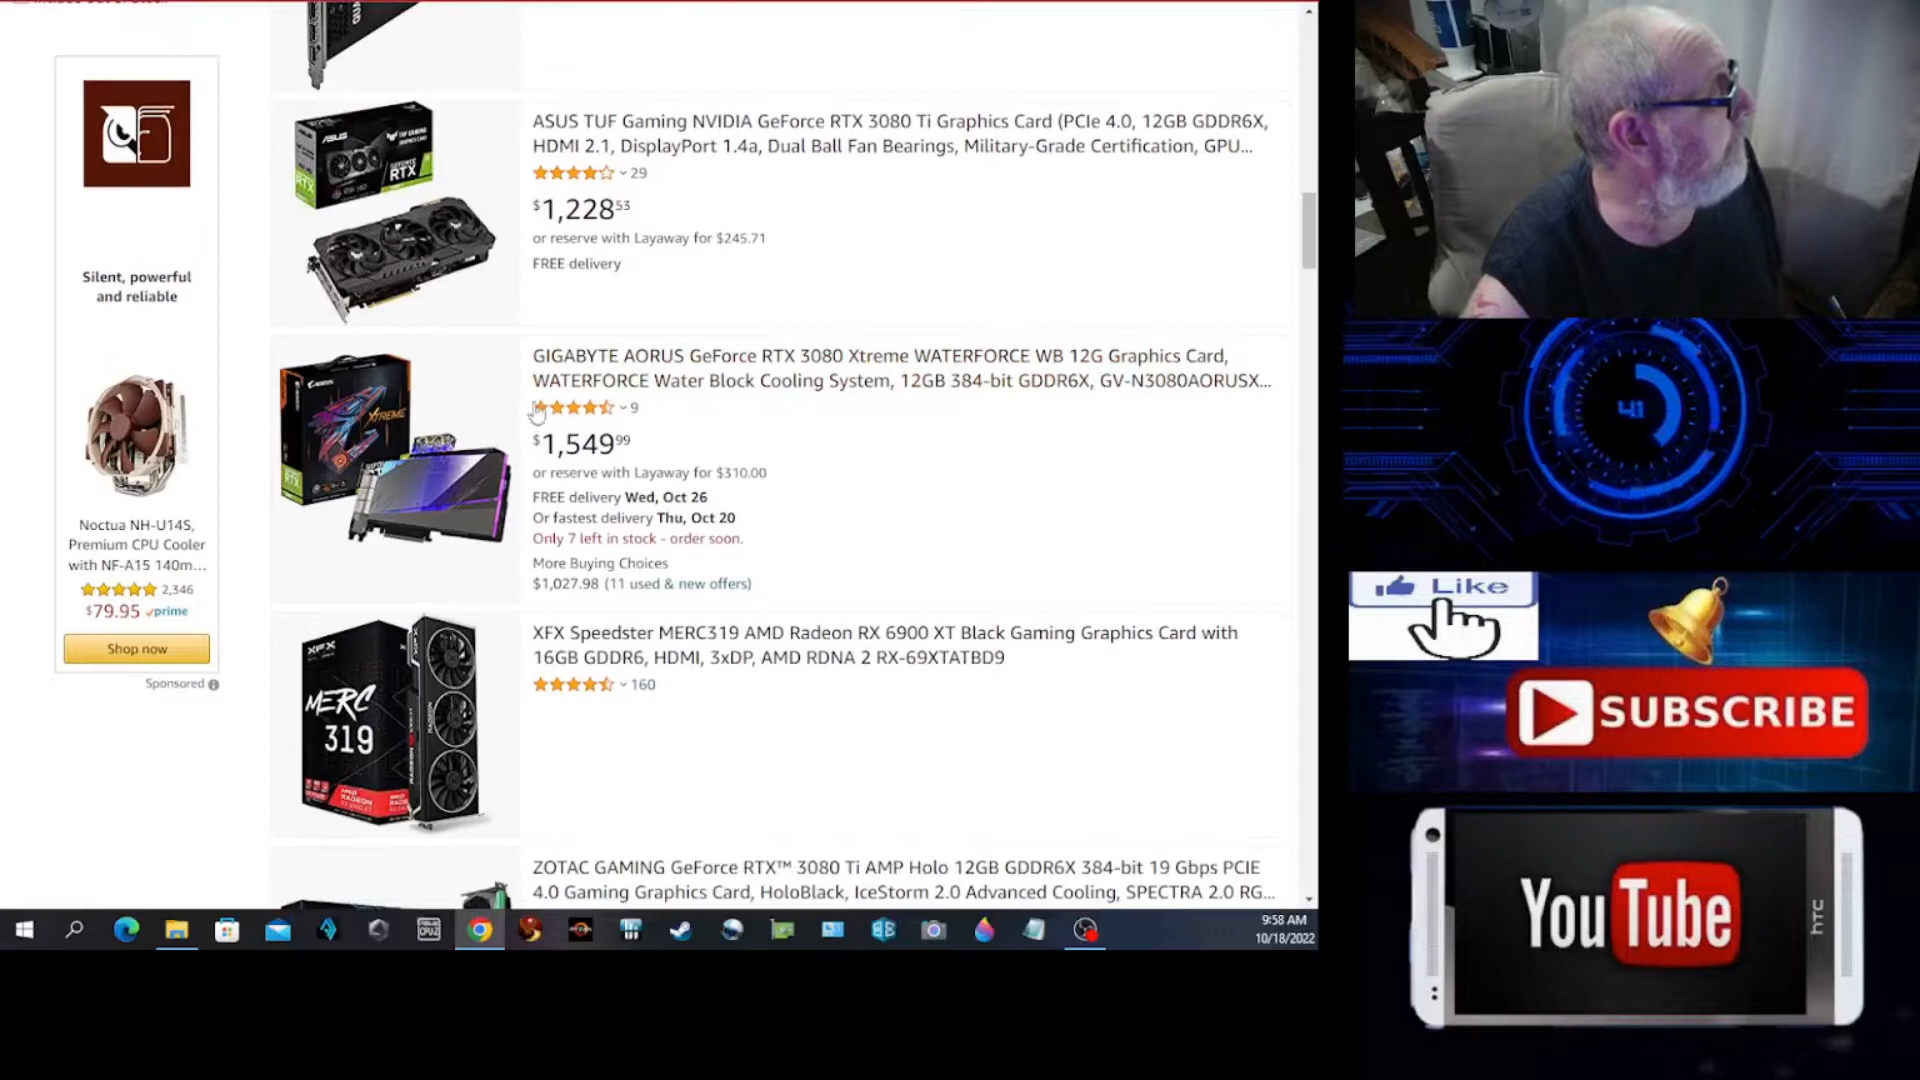 ASUS TUF Gaming NVIDIA GeForce RTX 3080 Ti Graphics Card (PCIe 4.0, 12GB GDDR6X,
HDMI 2.1, DisplayPort 1.4a, Dual Ball Fan Bearings, Military-Grade Certification, GPU...
29
$1,228.53
or reserve with Layaway for $245.71
FREE delivery
ASUS
GEFORCE
RTX
Silent, powerful
and reliable
Noctua NH-U14S,
Premium CPU Cooler
with NF-A15 140m...
2,346
$79.95 prime
Shop now
Sponsored
GIGABYTE AORUS GeForce RTX 3080 Xtreme WATERFORCE WB 12G Graphics Card,
WATERFORCE Water Block Cooling System, 12GB 384-bit GDDR6X, GV-N3080AORUSX...
9
$1,549.99
or reserve with Layaway for $310.00
FREE delivery Wed, Oct 26
Or fastest delivery Thu, Oct 20
Only 7 left in stock - order soon.
More Buying Choices
$1,027.98 (11 used & new offers)
XTREME
XFX Speedster MERC319 AMD Radeon RX 6900 XT Black Gaming Graphics Card with
16GB GDDR6, HDMI, 3xDP, AMD RDNA 2 RX-69XTATBD9
160
XFX
MERC
319
ZOTAC GAMING GeForce RTX™ 3080 Ti AMP Holo 12GB GDDR6X 384-bit 19 Gbps PCIE
4.0 Gaming Graphics Card, HoloBlack, IceStorm 2.0 Advanced Cooling, SPECTRA 2.0 RG...
9:58 AM
10/18/2022
41
Like
SUBSCRIBE
YouTube
hTC